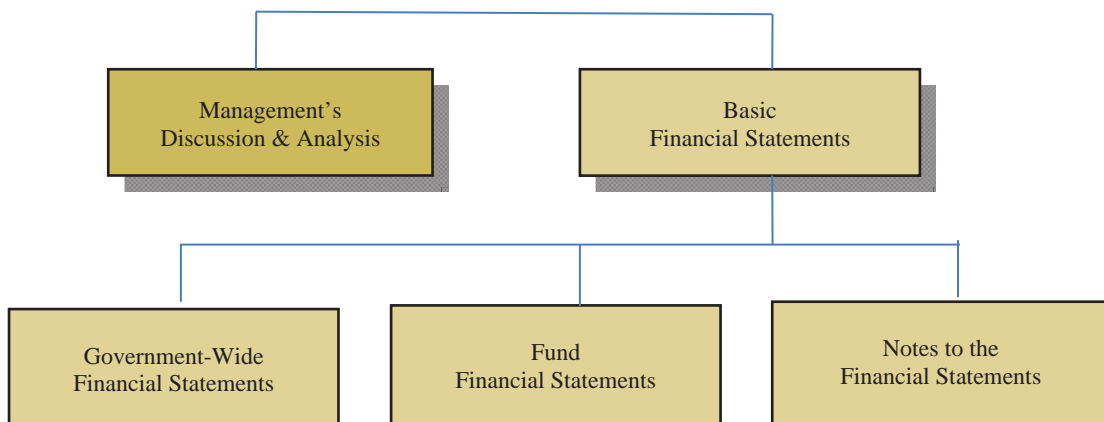 Management’s
Discussion & Analysis
Basic
Financial Statements
Government-Wide
Financial Statements
Fund
Financial Statements
Notes to the
Financial Statements